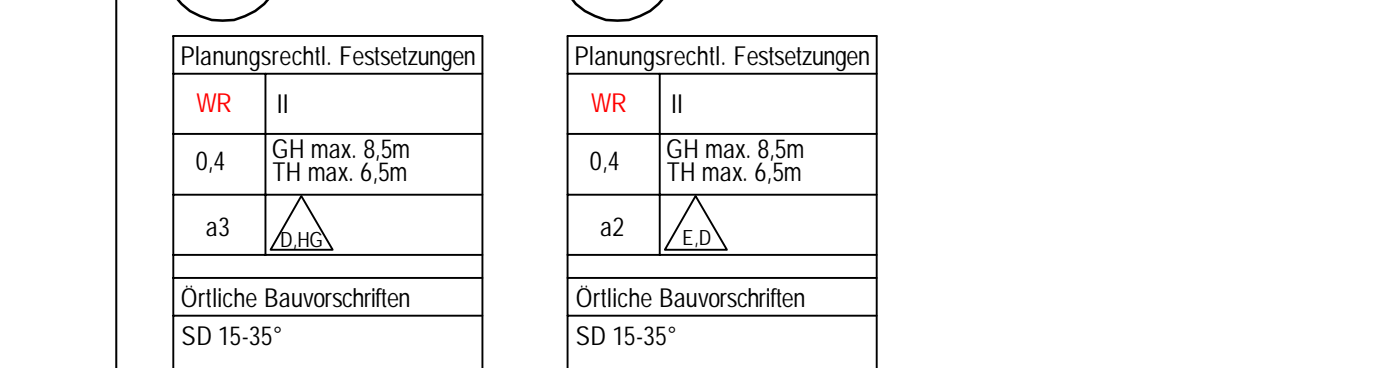 Planungsrechtl. Festsetzungen
WR II
0,4 GH max. 8,5m
TH max. 6,5m
a3 D,HG
Örtliche Bauvorschriften
SD 15-35°
Planungsrechtl. Festsetzungen
WR II
0,4 GH max. 8,5m
TH max. 6,5m
a2 E,D
Örtliche Bauvorschriften
SD 15-35°